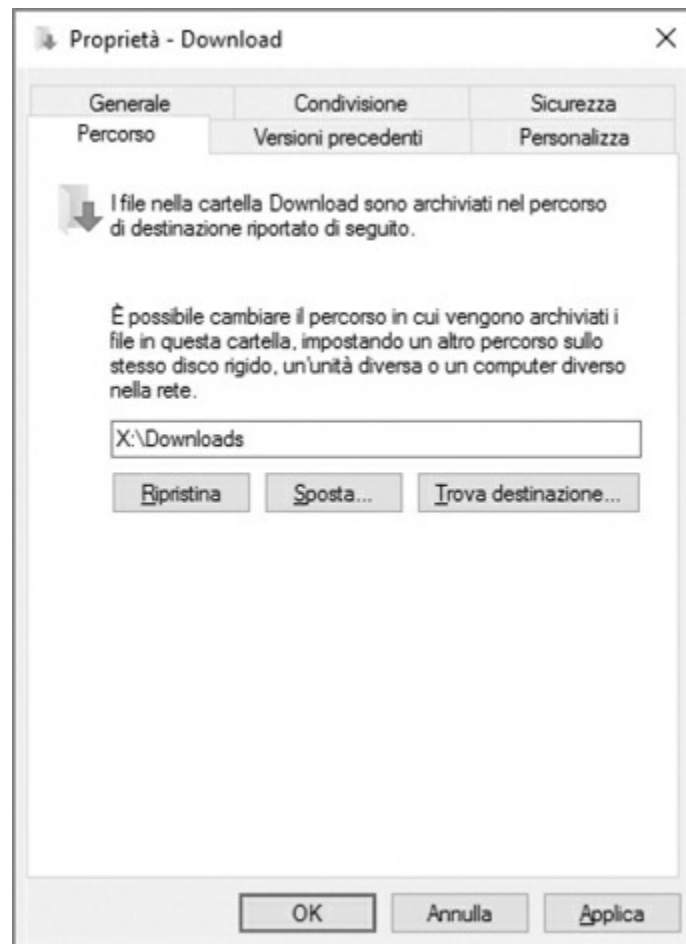 Proprietà - Download
Generale Condivisione Sicurezza
Percorso Versioni precedenti Personalizza
I file nella cartella Download sono archiviati nel percorso
di destinazione riportato di seguito.
È possibile cambiare il percorso in cui vengono archiviati i
file in questa cartella, impostando un altro percorso sullo
stesso disco rigido, un'unità diversa o un computer diverso
nella rete.
X:\Downloads
Ripristina Sposta... Trova destinazione...
OK Annulla Applica